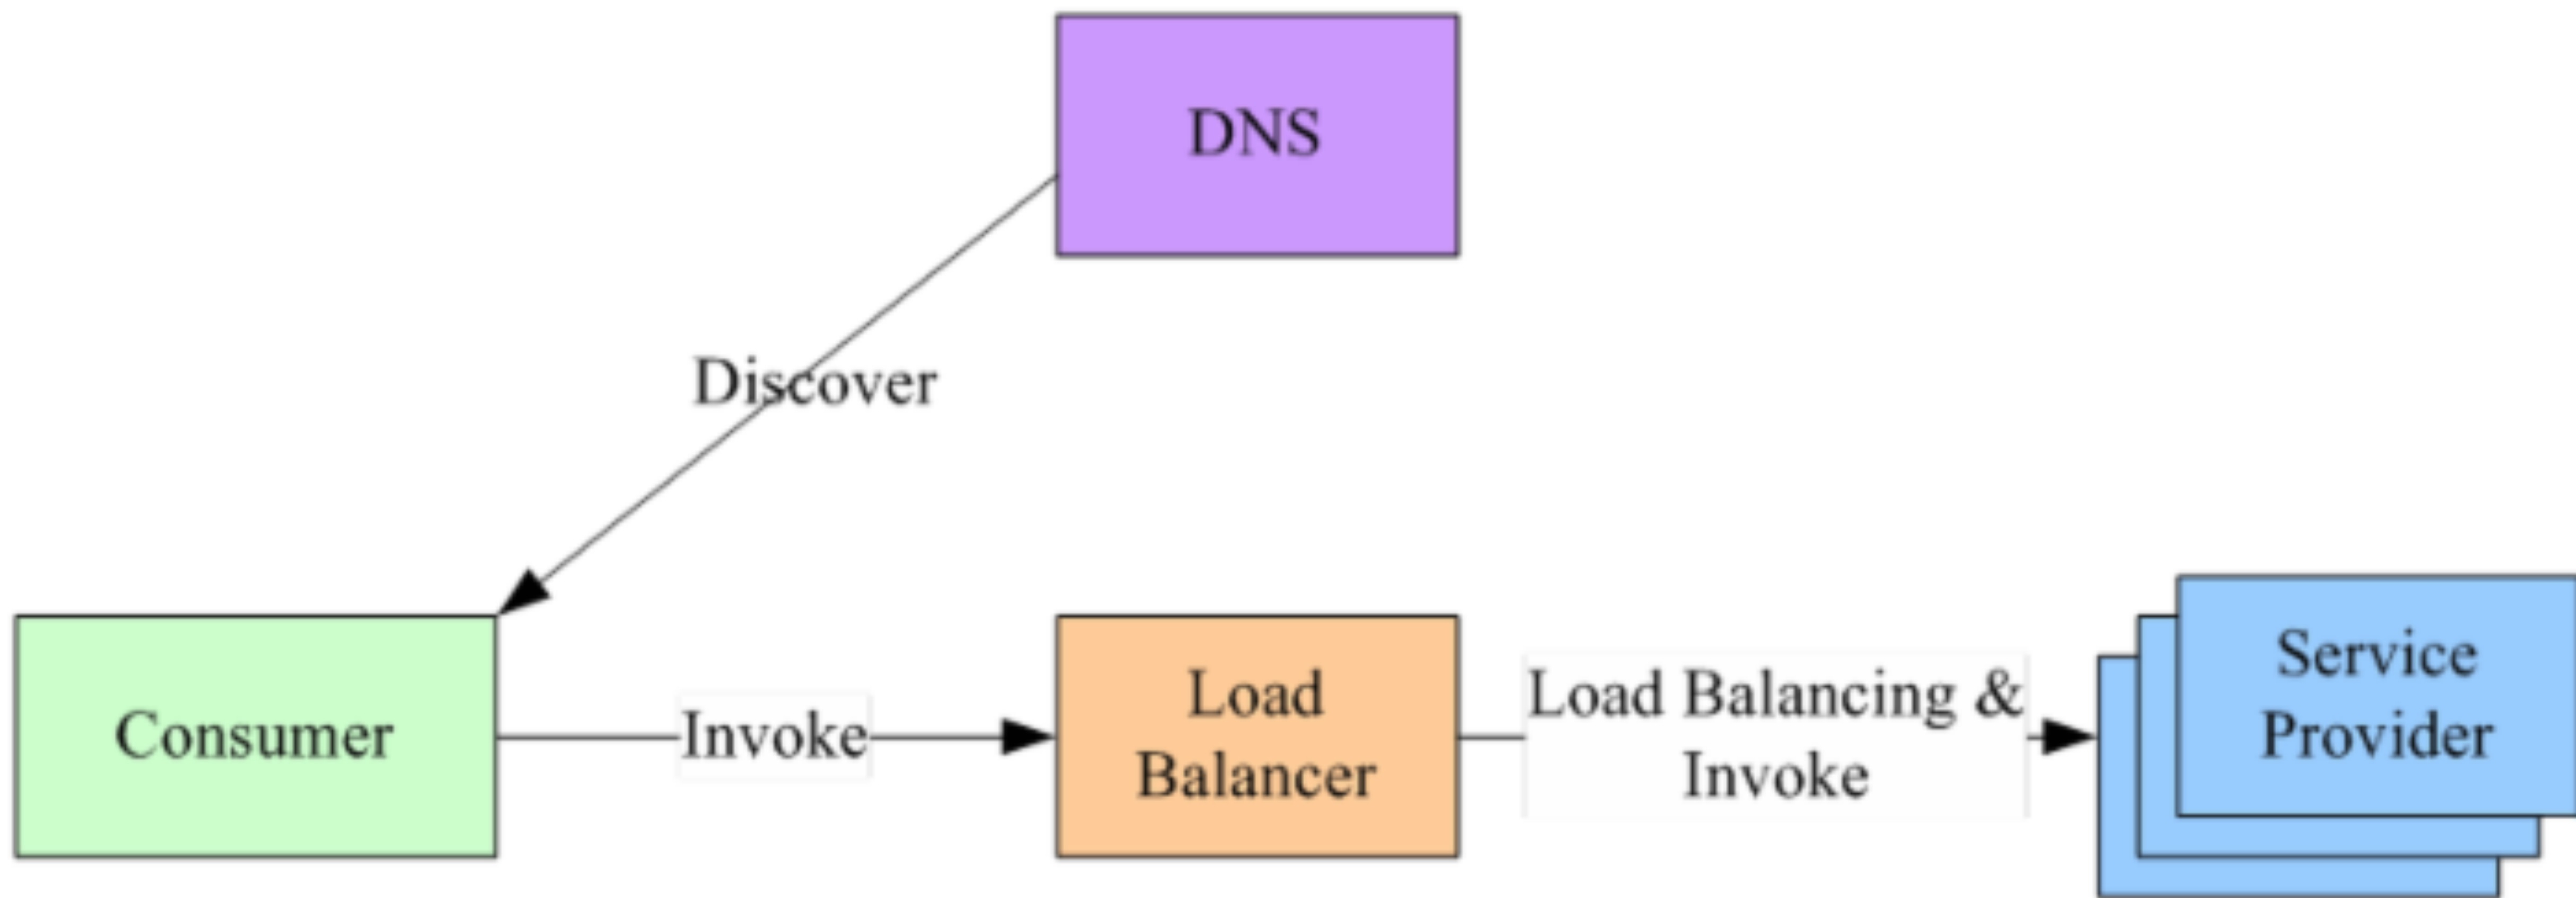 DNS
Discover
Consumer
Invoke
Load
Balancer
Load Balancing &
Invoke
Service
Provider